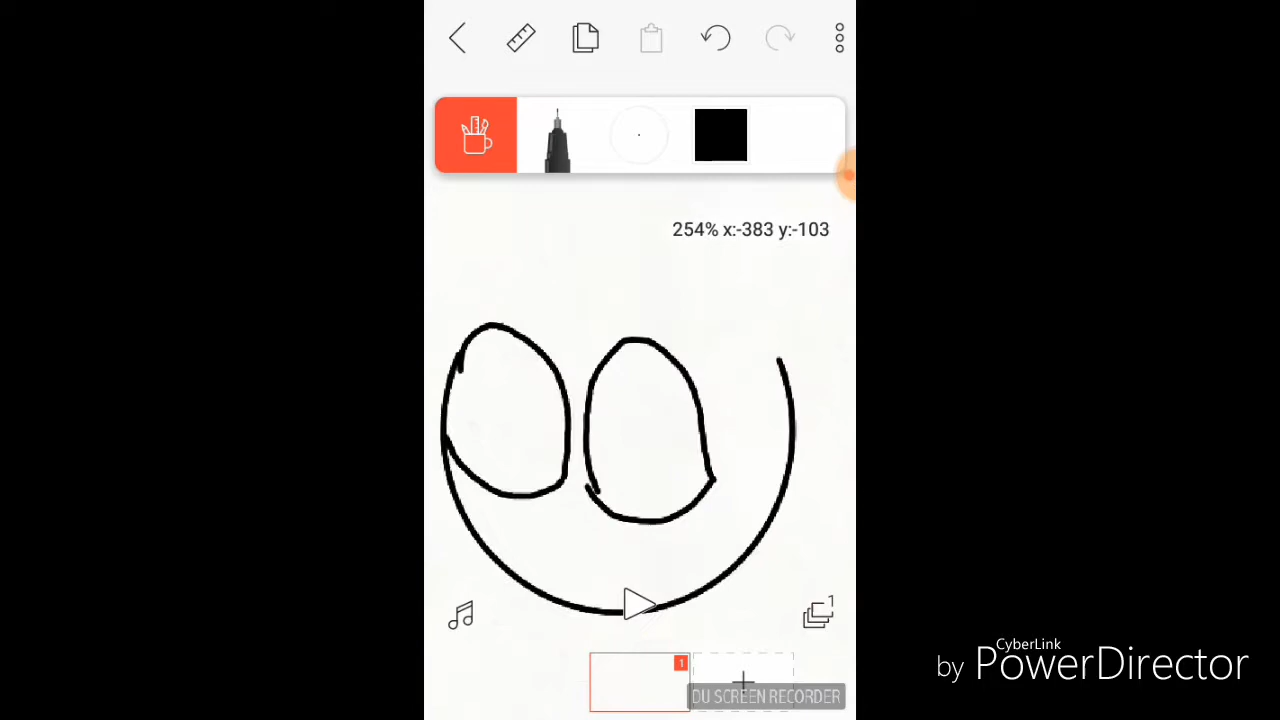 254% x:-383 y:-103
1
1
DU SCREEN RECORDER
CyberLink
by PowerDirector